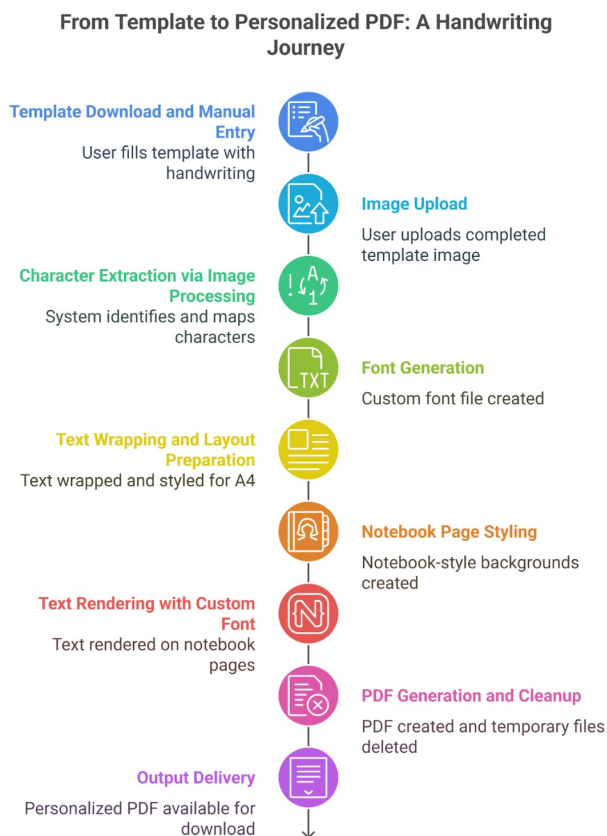 From Template to Personalized PDF: A Handwriting
Journey
Template Download and Manual
Entry
User fills template with
handwriting
Image Upload
User uploads completed
template image
Character Extraction via Image
Processing
System identifies and maps
characters
! A
1
Font Generation
Custom font file created
TXT
Text Wrapping and Layout
Preparation
Text wrapped and styled for A4
Notebook Page Styling
Notebook-style backgrounds
created
Ω
Text Rendering with Custom
Font
Text rendered on notebook
pages
N
PDF Generation and Cleanup
PDF created and temporary files
deleted
Output Delivery
Personalized PDF available for
download